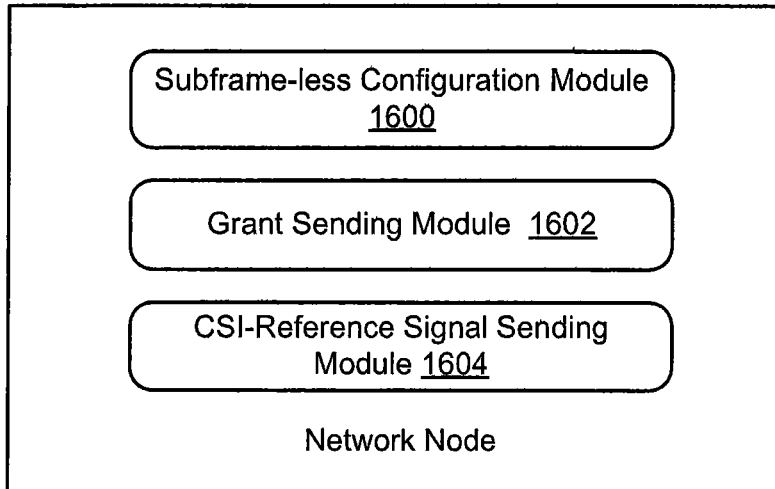 Subframe-less Configuration Module
1600
Grant Sending Module 1602
CSI-Reference Signal Sending
Module 1604
Network Node